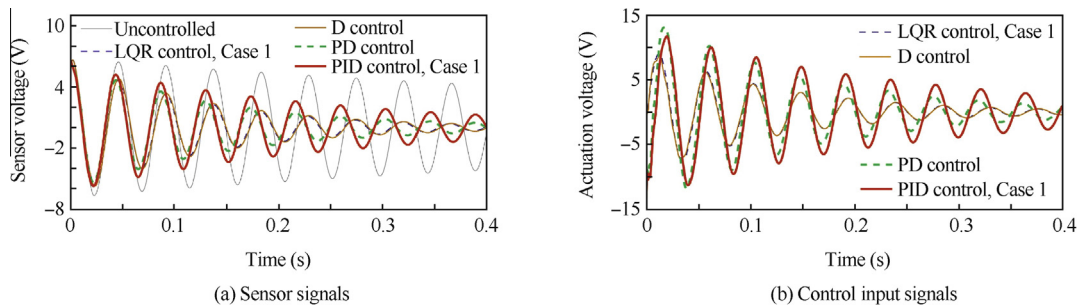 10
4
−2
−8
Sensor voltage (V)
Uncontrolled
LQR control, Case 1
D control
PD control
PID control, Case 1
0
0.1
0.2
0.3
0.4
Time (s)
(a) Sensor signals
15
5
−5
−15
Actuation voltage (V)
LQR control, Case 1
D control
PD control
PID control, Case 1
0
0.1
0.2
0.3
0.4
Time (s)
(b) Control input signals